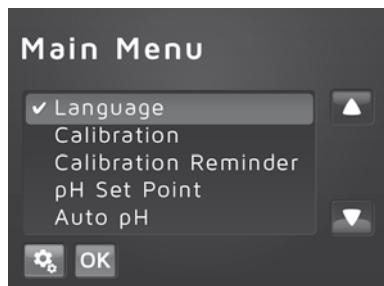 Main Menu
Language
Calibration
Calibration Reminder
pH Set Point
Auto pH
OK